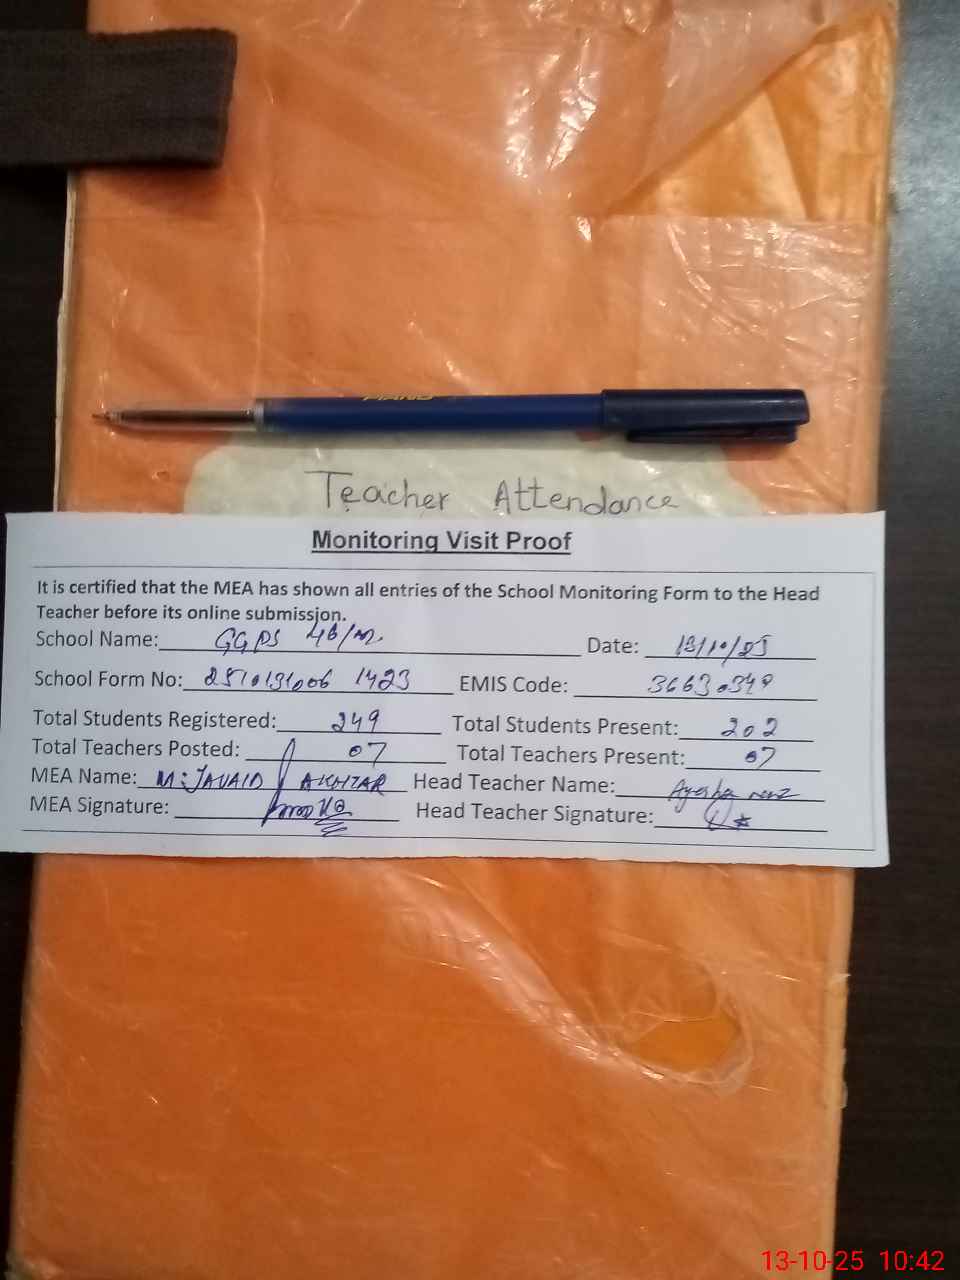 Teacher Attendance
Monitoring Visit Proof
It is certified that the MEA has shown all entries of the School Monitoring Form to the Head
Teacher before its online submission.
School Name: GGPS 46/M. Date: 13/10/25
School Form No: 2510131006 1423 EMIS Code: 36630349
Total Students Registered: 249 Total Students Present: 202
Total Teachers Posted: 07 Total Teachers Present: 07
MEA Name: M. JAVAID AKHTAR Head Teacher Name: Ayesha
MEA Signature: Head Teacher Signature:
13-10-25 10:42